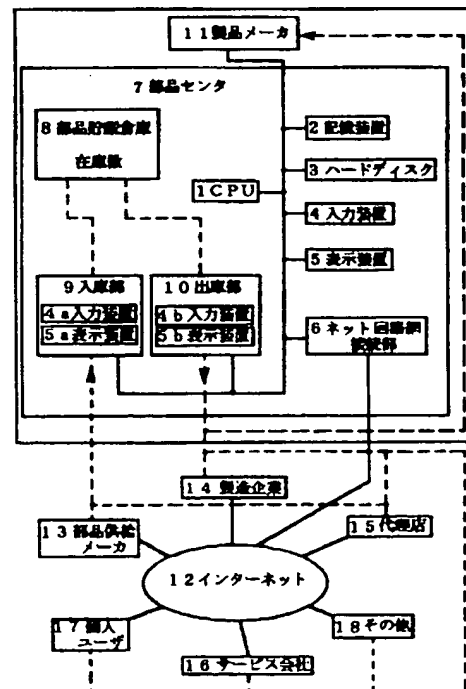 11製品メーカ
7部品センタ
8部品貯蔵倉庫
在庫数
2記憶装置
3ハードディスク
1CPU
4入力装置
5表示装置
9入庫部
4a入力装置
5a表示装置
10出庫部
4b入力装置
5b表示装置
6ネット回路網
接続部
14製造企業
13部品供給
メーカ
15代理店
12インターネット
17個人
ユーザ
18その他
16サービス会社